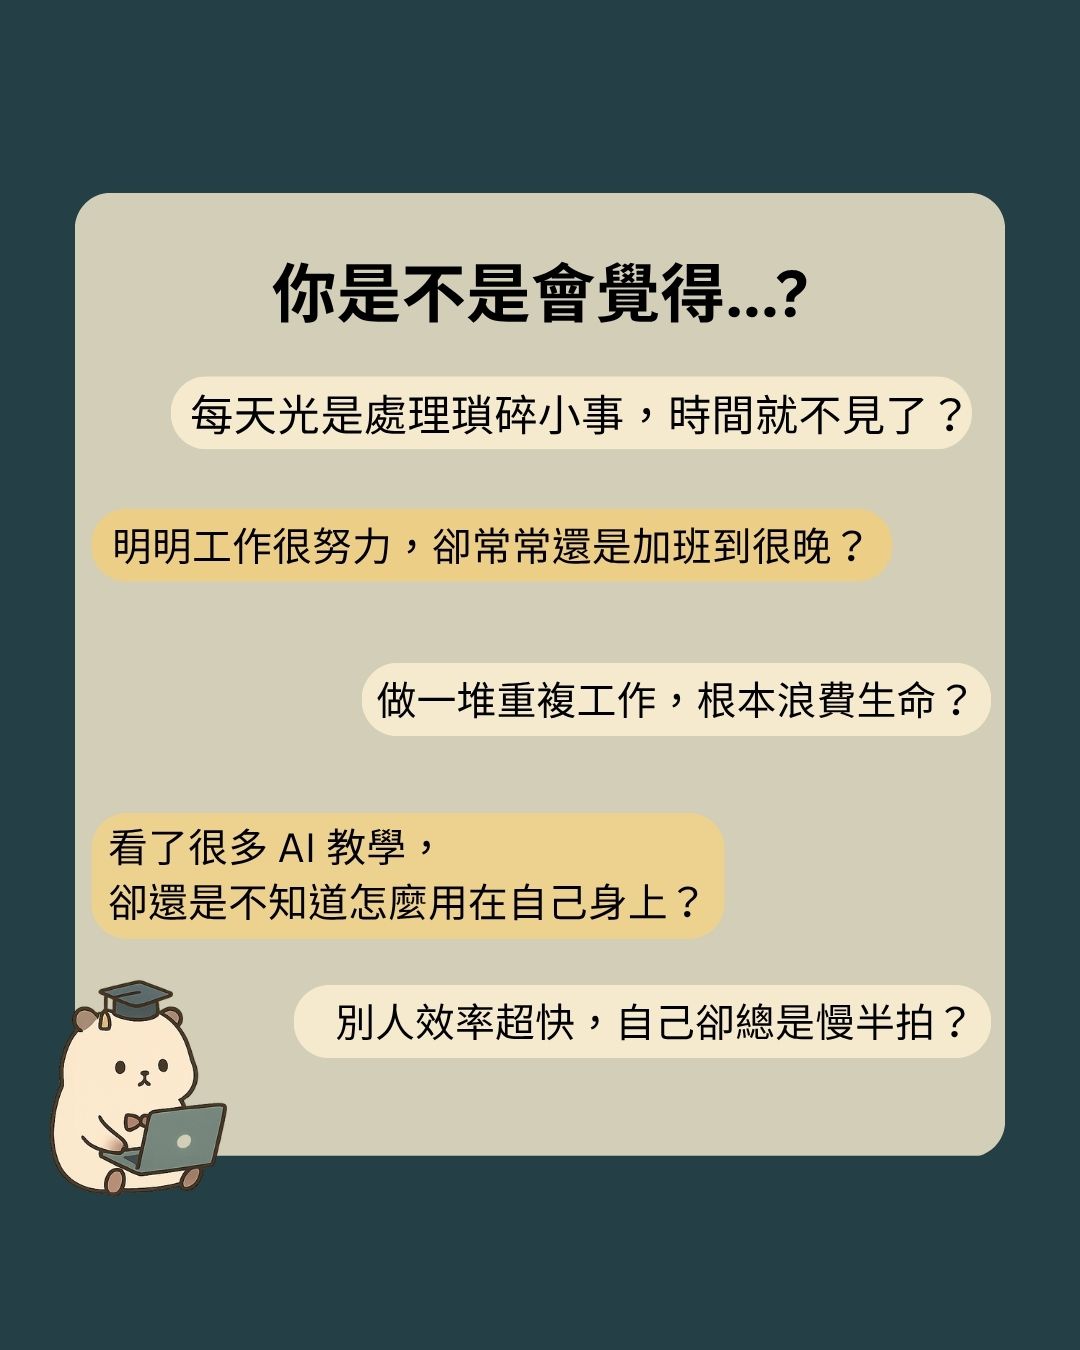 你是不是會覺得...?
每天光是處理瑣碎小事，時間就不見了？
明明工作很努力，卻常常還是加班到很晚？
做一堆重複工作，根本浪費生命？
看了很多 AI 教學，
卻還是不知道怎麼用在自己身上？
別人效率超快，自己卻總是慢半拍？